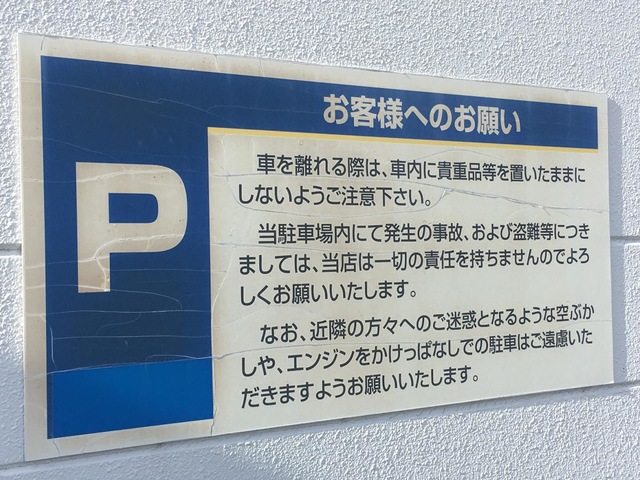 P
お客様へのお願い
車を離れる際は、車内に貴重品等を置いたままに
しないようご注意下さい。
当駐車場内にて発生の事故、および盗難等につき
ましては、当店は一切の責任を持ちませんのでよろ
しくお願いいたします。
なお、近隣の方々へのご迷惑となるような空ぶか
しや、エンジンをかけっぱなしでの駐車はご遠慮いた
だきますようお願いいたします。